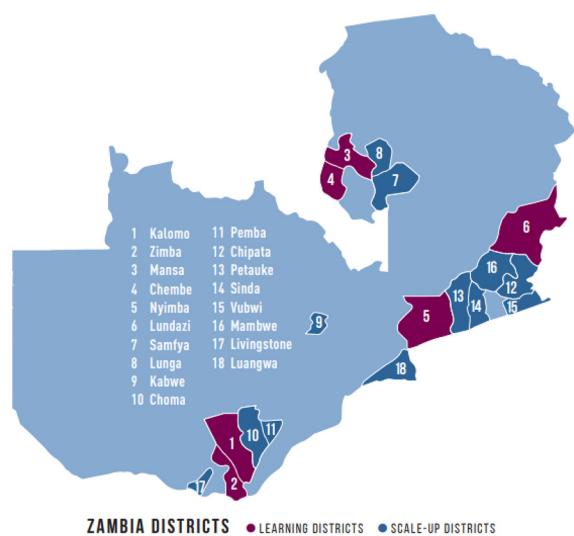 3
8
4
7
6
1 Kalomo
2 Zimba
3 Mansa
4 Chembe
5 Nyimba
6 Lundazi
7 Samfya
8 Lunga
9 Kabwe
10 Choma
11 Pemba
12 Chipata
13 Petauke
14 Sinda
15 Vubwi
16 Mambwe
17 Livingstone
18 Luangwa
16
12
13
14
15
5
9
18
1
10
11
2
17
ZAMBIA DISTRICTS LEARNING DISTRICTS SCALE-UP DISTRICTS